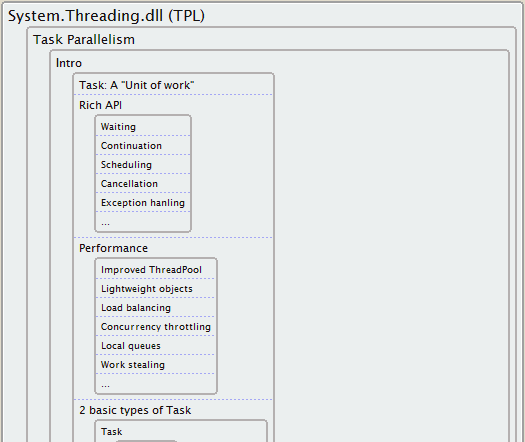 System.Threading.dll (TPL)
Task Parallelism
Intro
Task: A "Unit of work"
Rich API
Waiting
Continuation
Scheduling
Cancellation
Exception hanling
...
Performance
Improved ThreadPool
Lightweight objects
Load balancing
Concurrency throttling
Local queues
Work stealing
...
2 basic types of Task
Task